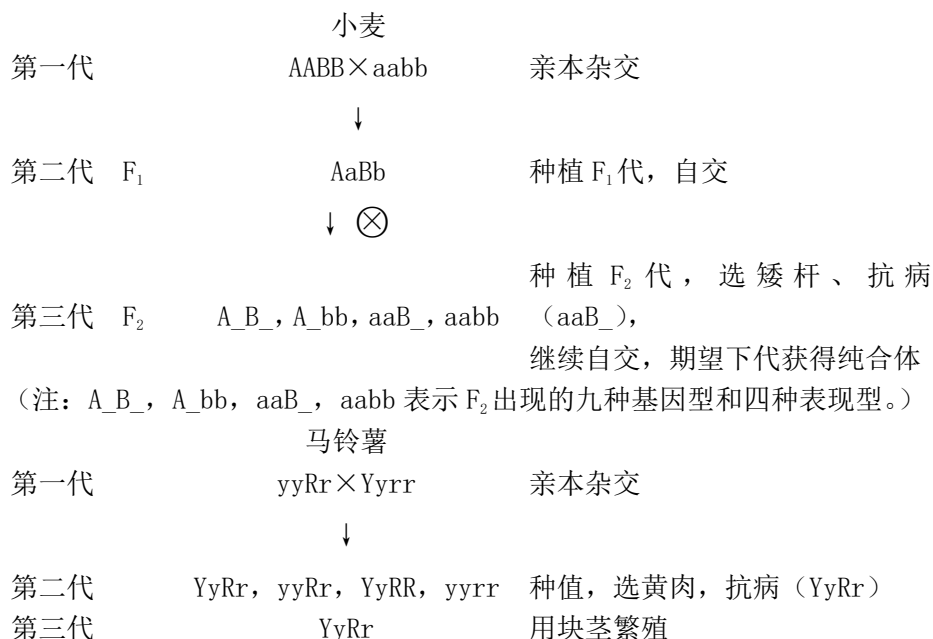 小麦
第一代 AABB×aabb 亲本杂交
↓
第二代 F₁ AaBb 种植 F₁代，自交
↓ ⊗
种植 F₂ 代，选矮杆、抗病
第三代 F₂ A_B_，A_bb，aaB_，aabb （aaB_），
继续自交，期望下代获得纯合体
（注：A_B_，A_bb，aaB_，aabb 表示 F₂出现的九种基因型和四种表现型。）
马铃薯
第一代 yyRr×Yyrr 亲本杂交
↓
第二代 YyRr，yyRr，YyRR，yyrr 种值，选黄肉，抗病（YyRr）
第三代 YyRr 用块茎繁殖